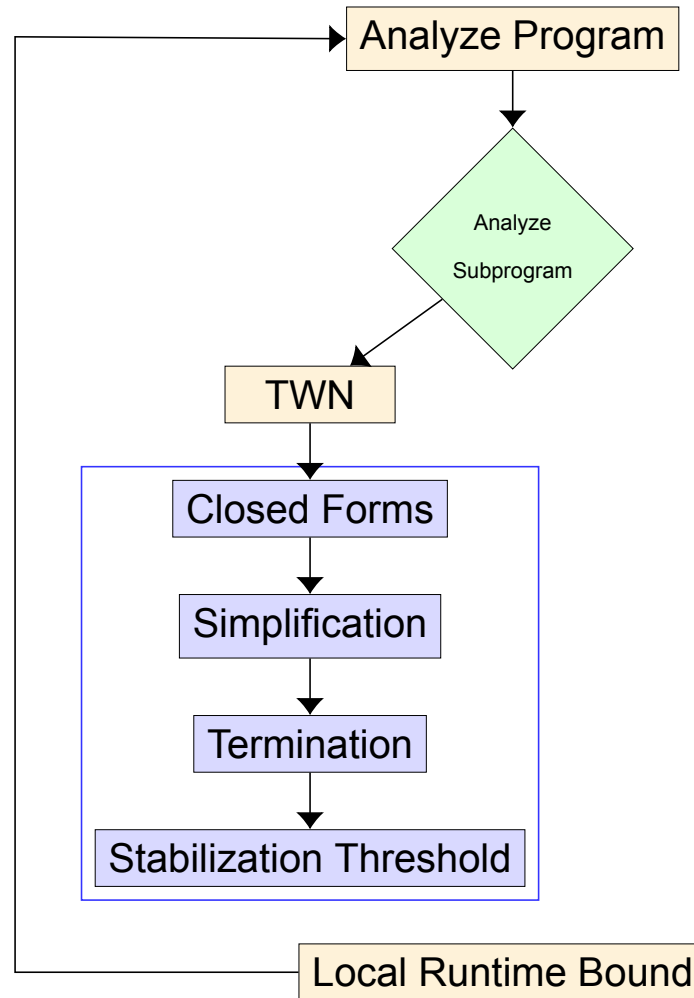 Analyze Program
Analyze
Subprogram
TWN
Closed Forms
Simplification
Termination
Stabilization Threshold
Local Runtime Bound